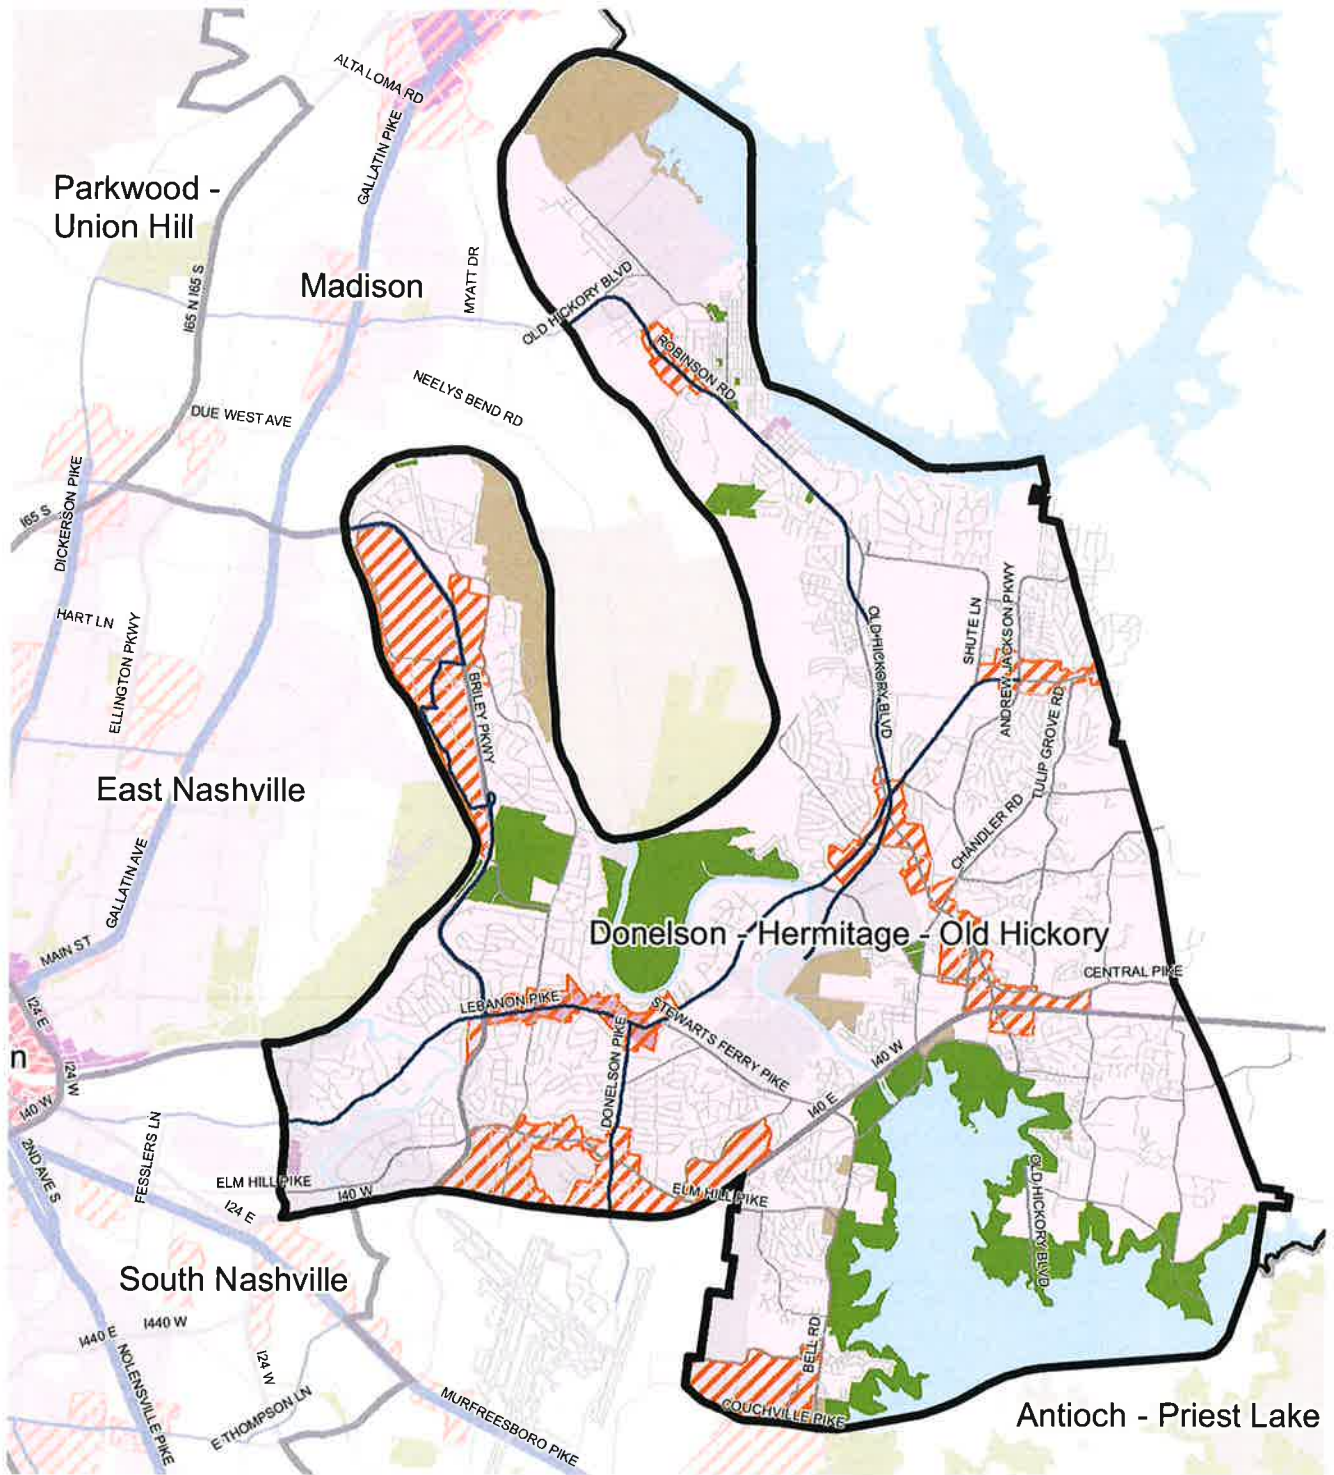 ALTA LOMA RD
GALLATIN PIKE
Parkwood -
Union Hill
I65 N I65 S
Madison
MYATT DR
OLD HICKORY BLVD
ROBINSON RD
NEELYS BEND RD
DUE WEST AVE
I65 S
DICKERSON PIKE
HART LN
ELLINGTON PKWY
BRILEY PKWY
OLD HICKORY BLVD
SHUTE LN
ANDREW JACKSON PKWY
TULIP GROVE RD
CHANDLER RD
East Nashville
GALLATIN AVE
MAIN ST
Donelson - Hermitage - Old Hickory
CENTRAL PIKE
I24 E
LEBANON PIKE
STEWARTS FERRY PIKE
DONELSON PIKE
n
I24 W
I40 W
I40 W
I40 E
2ND AVE S
FESSLERS LN
ELM HILL PIKE
I40 W
ELM HILL PIKE
I24 E
OLD HICKORY BLVD
South Nashville
I440 E
I440 W
NOLENSVILLE PIKE
I24 W
E THOMPSON LN
MURFREESBORO PIKE
BELL RD
COUCHVILLE PIKE
Antioch - Priest Lake